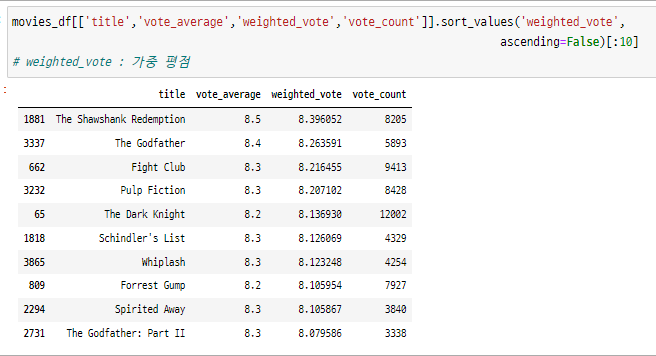 movies_df[['title','vote_average','weighted_vote','vote_count']].sort_values('weighted_vote',
ascending=False)[:10]
# weighted_vote : 가중 평점
:
title vote_average weighted_vote vote_count
1881 The Shawshank Redemption 8.5 8.396052 8205
3337 The Godfather 8.4 8.263591 5893
662 Fight Club 8.3 8.216455 9413
3232 Pulp Fiction 8.3 8.207102 8428
65 The Dark Knight 8.2 8.136930 12002
1818 Schindler's List 8.3 8.126069 4329
3865 Whiplash 8.3 8.123248 4254
809 Forrest Gump 8.2 8.105954 7927
2294 Spirited Away 8.3 8.105867 3840
2731 The Godfather: Part II 8.3 8.079586 3338